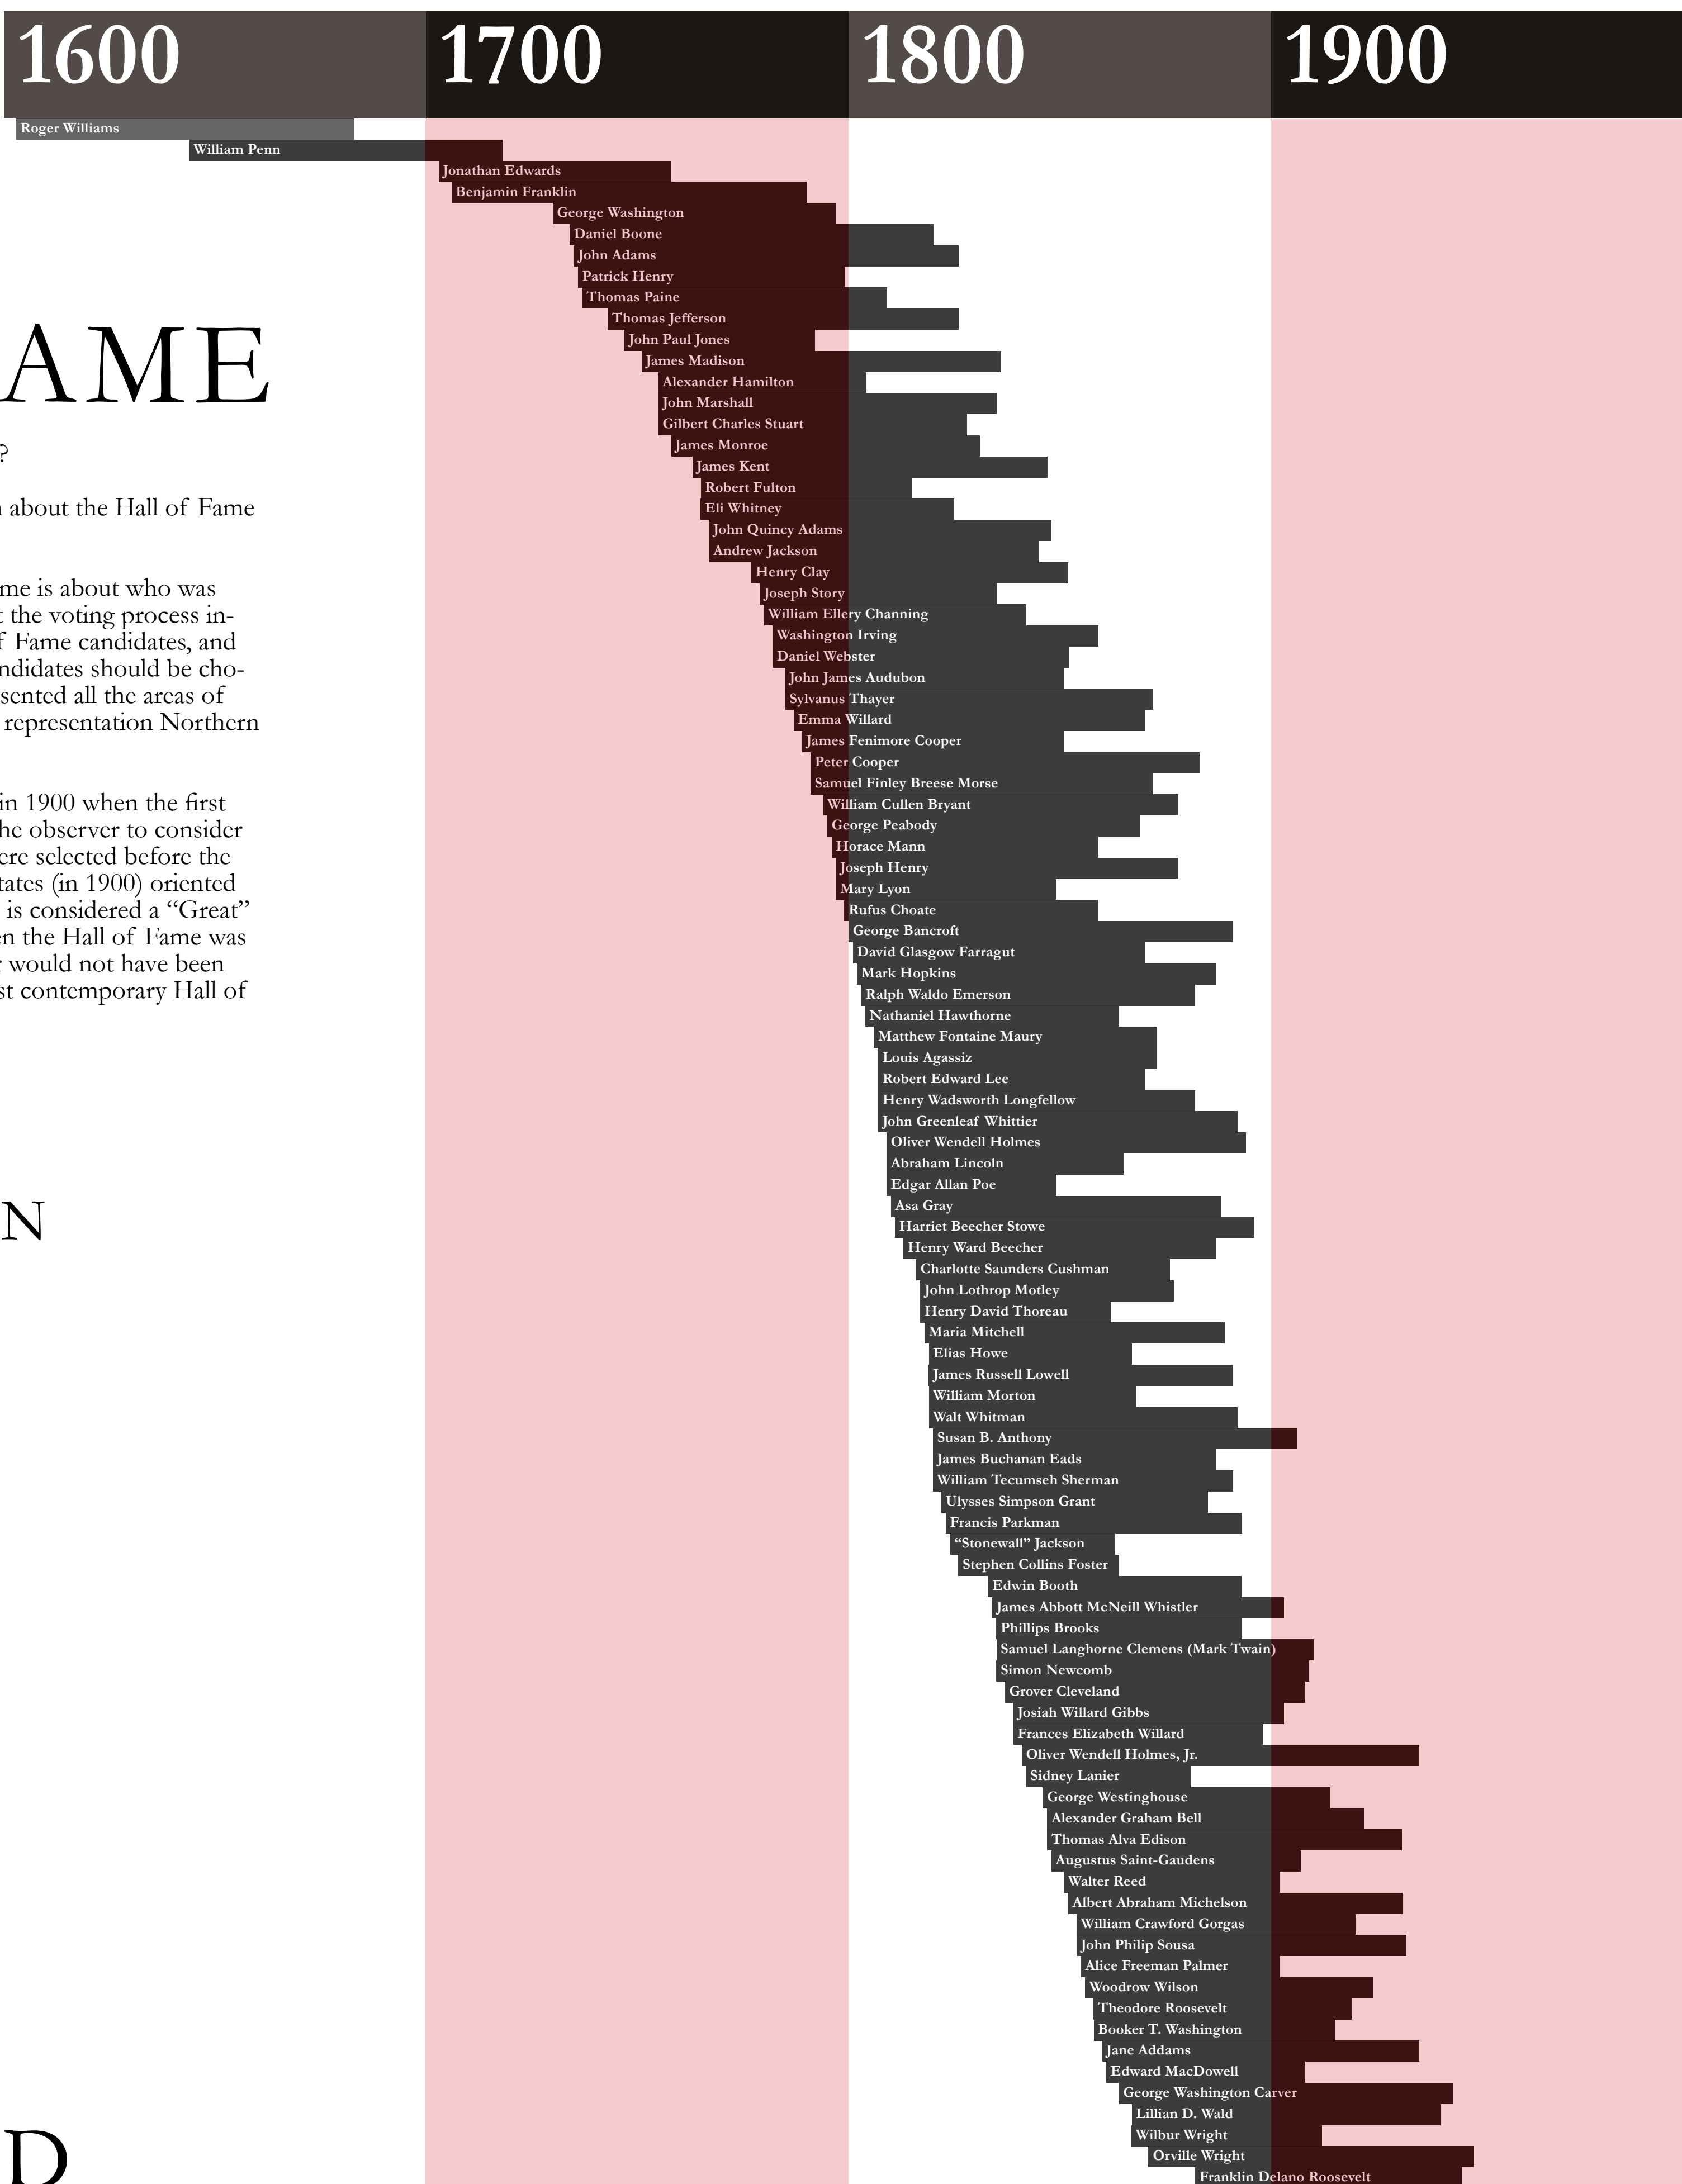 1600 1700 1800 1900
Roger Williams
William Penn
Jonathan Edwards
Benjamin Franklin
George Washington
Daniel Boone
John Adams
Patrick Henry
Thomas Paine
Thomas Jefferson
John Paul Jones
James Madison
Alexander Hamilton
John Marshall
Gilbert Charles Stuart
James Monroe
James Kent
Robert Fulton
Eli Whitney
John Quincy Adams
Andrew Jackson
Henry Clay
Joseph Story
William Ellery Channing
Washington Irving
Daniel Webster
John James Audubon
Sylvanus Thayer
Emma Willard
James Fenimore Cooper
Peter Cooper
Samuel Finley Breese Morse
William Cullen Bryant
George Peabody
Horace Mann
Joseph Henry
Mary Lyon
Rufus Choate
George Bancroft
David Glasgow Farragut
Mark Hopkins
Ralph Waldo Emerson
Nathaniel Hawthorne
Matthew Fontaine Maury
Louis Agassiz
Robert Edward Lee
Henry Wadsworth Longfellow
John Greenleaf Whittier
Oliver Wendell Holmes
Abraham Lincoln
Edgar Allan Poe
Asa Gray
Harriet Beecher Stowe
Henry Ward Beecher
Charlotte Saunders Cushman
John Lothrop Motley
Henry David Thoreau
Maria Mitchell
Elias Howe
James Russell Lowell
William Morton
Walt Whitman
Susan B. Anthony
James Buchanan Eads
William Tecumseh Sherman
Ulysses Simpson Grant
Francis Parkman
“Stonewall” Jackson
Stephen Collins Foster
Edwin Booth
James Abbott McNeill Whistler
Phillips Brooks
Samuel Langhorne Clemens (Mark Twain)
Simon Newcomb
Grover Cleveland
Josiah Willard Gibbs
Frances Elizabeth Willard
Oliver Wendell Holmes, Jr.
Sidney Lanier
George Westinghouse
Alexander Graham Bell
Thomas Alva Edison
Augustus Saint-Gaudens
Walter Reed
Albert Abraham Michelson
William Crawford Gorgas
John Philip Sousa
Alice Freeman Palmer
Woodrow Wilson
Theodore Roosevelt
Booker T. Washington
Jane Addams
Edward MacDowell
George Washington Carver
Lillian D. Wald
Wilbur Wright
Orville Wright
Franklin Delano Roosevelt
AME
?
about the Hall of Fame
me is about who was
the voting process in-
Fame candidates, and
ndidates should be cho-
sented all the areas of
representation Northern
in 1900 when the first
he observer to consider
ere selected before the
tates (in 1900) oriented
is considered a “Great”
en the Hall of Fame was
would not have been
st contemporary Hall of
N
D